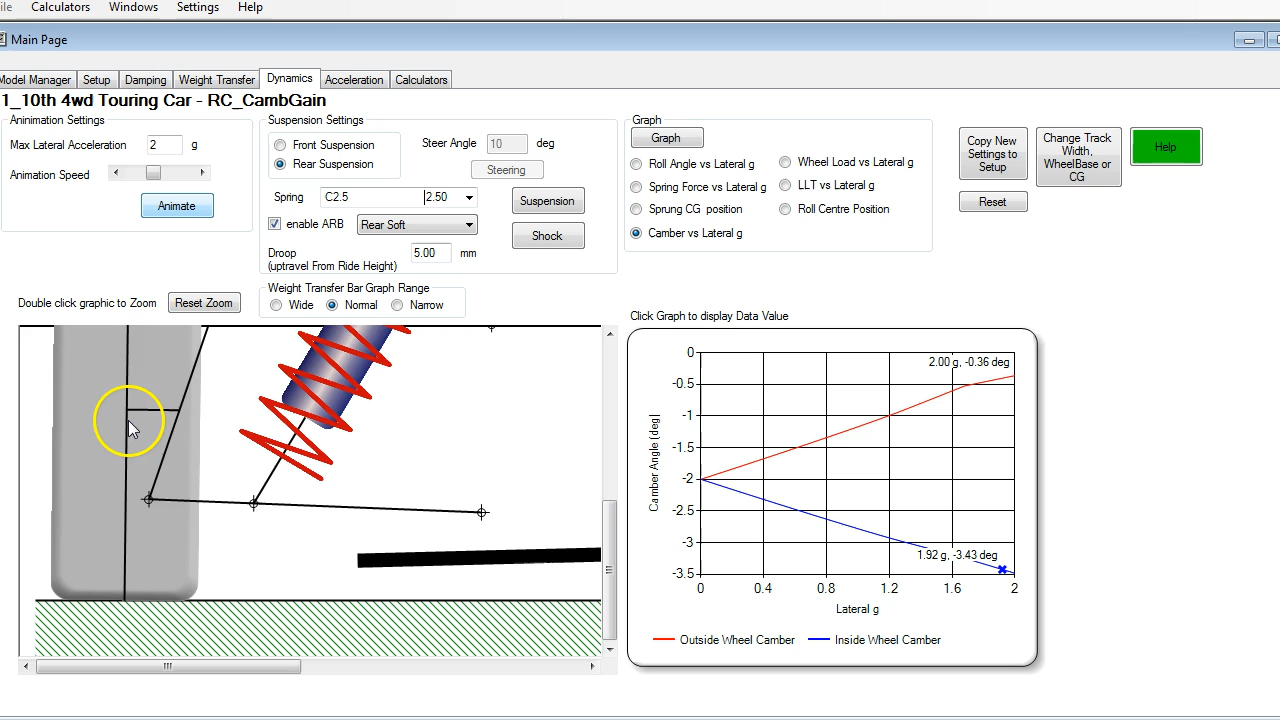 ile Calculators Windows Settings Help
Main Page
Model Manager Setup Damping Weight Transfer Dynamics Acceleration Calculators
1_10th 4wd Touring Car - RC_CambGain
Aninimation Settings
Max Lateral Acceleration 2 g
Animation Speed
Animate
Suspension Settings
Front Suspension
Rear Suspension
Steer Angle 10 deg
Steering
Spring C2.5 2.50
Suspension
enable ARB Rear Soft
Shock
Droop 5.00 mm
(uptravel From Ride Height)
Graph
Graph
Roll Angle vs Lateral g
Wheel Load vs Lateral g
Spring Force vs Lateral g
LLT vs Lateral g
Sprung CG position
Roll Centre Position
Camber vs Lateral g
Copy New
Settings to
Setup
Change Track
Width,
WheelBase or
CG
Help
Reset
Double click graphic to Zoom Reset Zoom
Weight Transfer Bar Graph Range
Wide Normal Narrow
Click Graph to display Data Value
0
-0.5
-1
-1.5
-2
-2.5
-3
-3.5
Camber Angle (deg)
2.00 g, -0.36 deg
1.92 g, -3.43 deg
0 0.4 0.8 1.2 1.6 2
Lateral g
Outside Wheel Camber Inside Wheel Camber